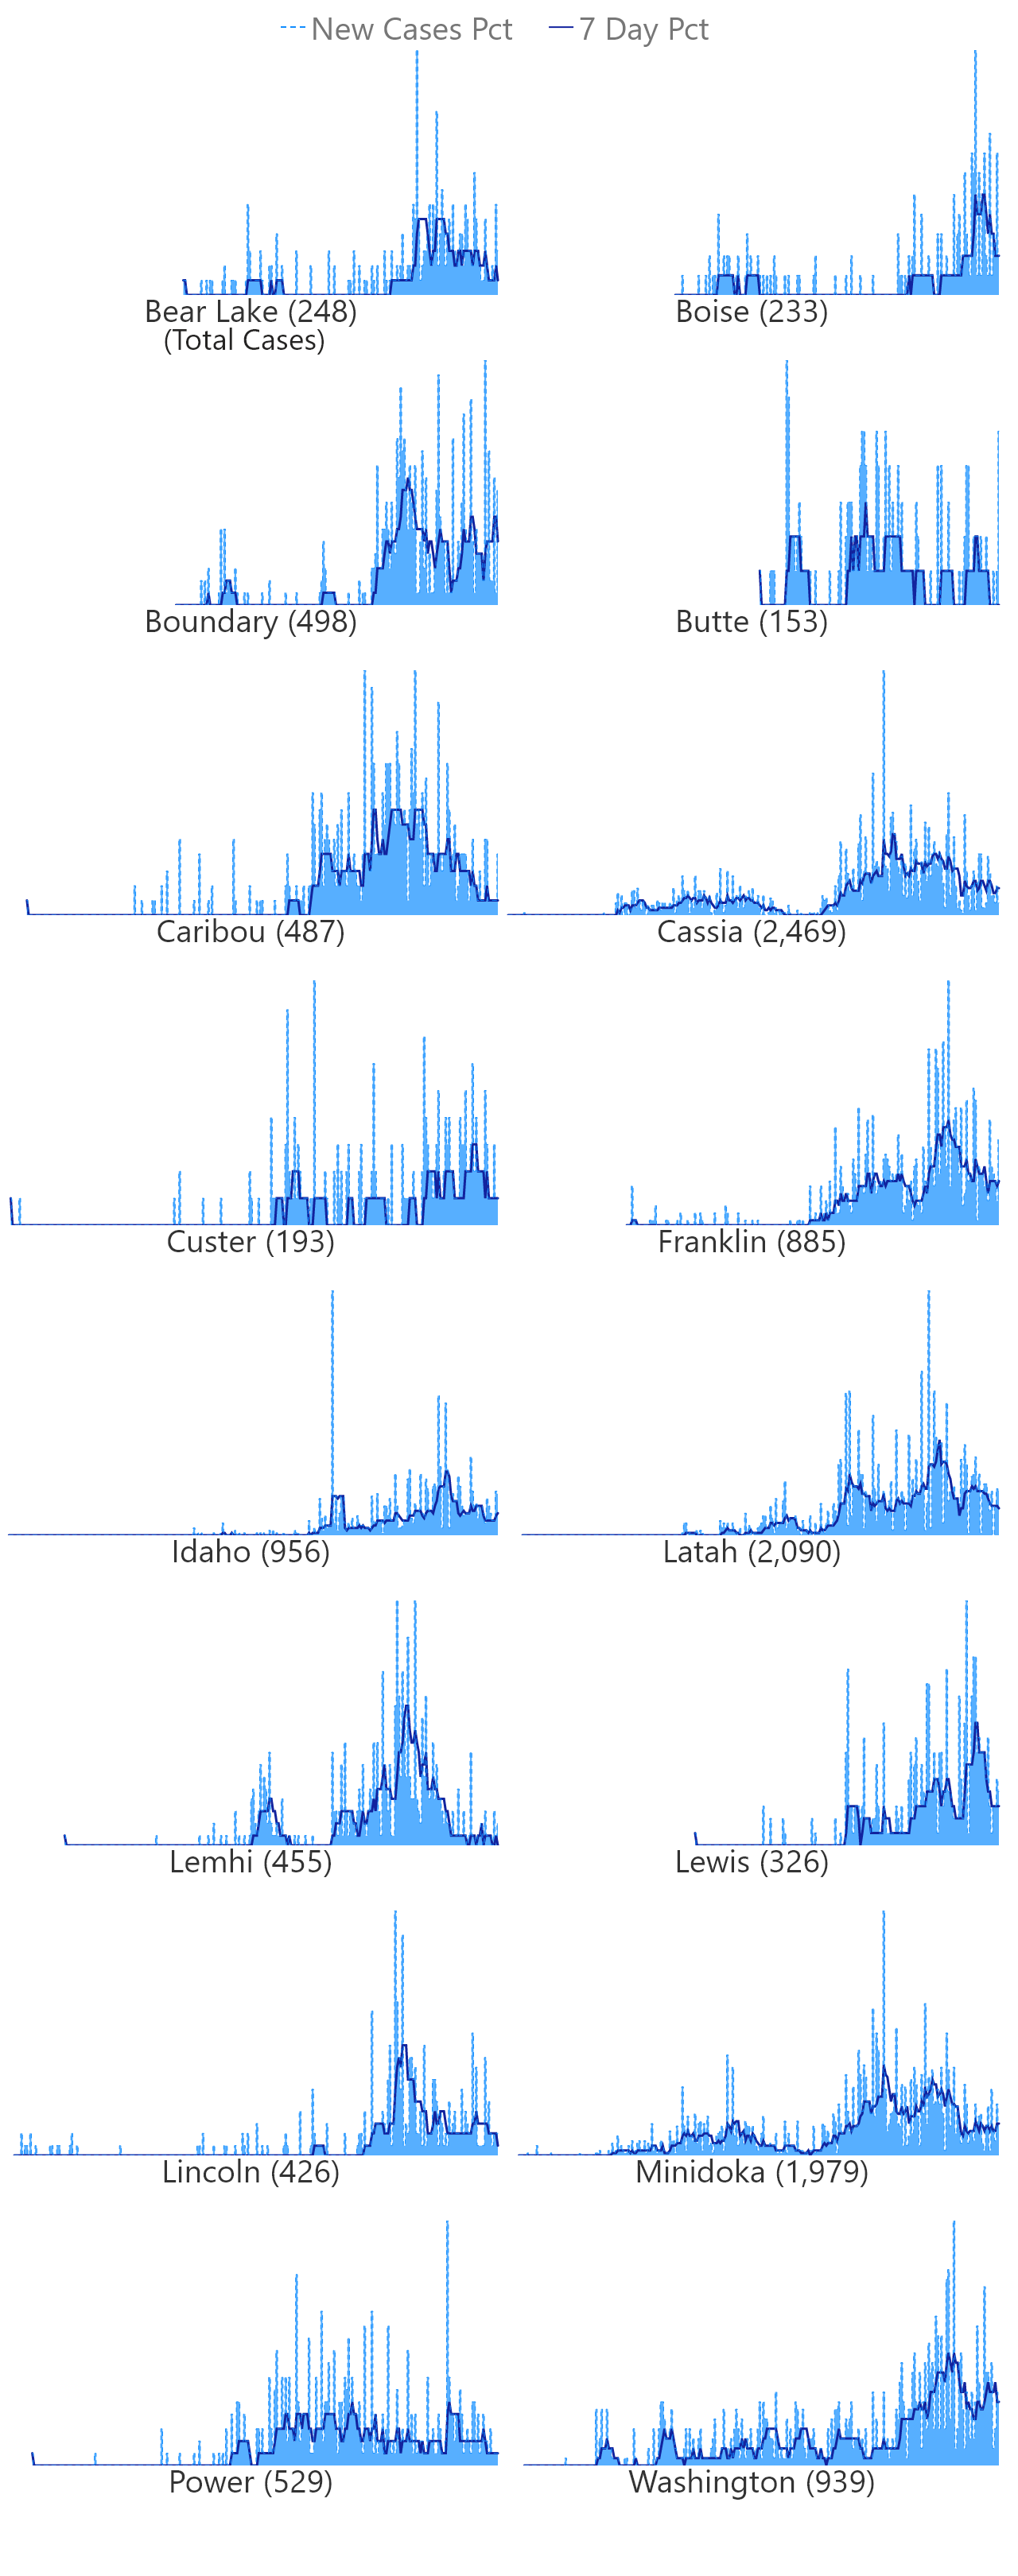 New Cases Pct 7 Day Pct
Bear Lake (248) Boise (233)
(Total Cases)
Boundary (498) Butte (153)
Caribou (487) Cassia (2,469)
Custer (193) Franklin (885)
Idaho (956) Latah (2,090)
Lemhi (455) Lewis (326)
Lincoln (426) Minidoka (1,979)
Power (529) Washington (939)